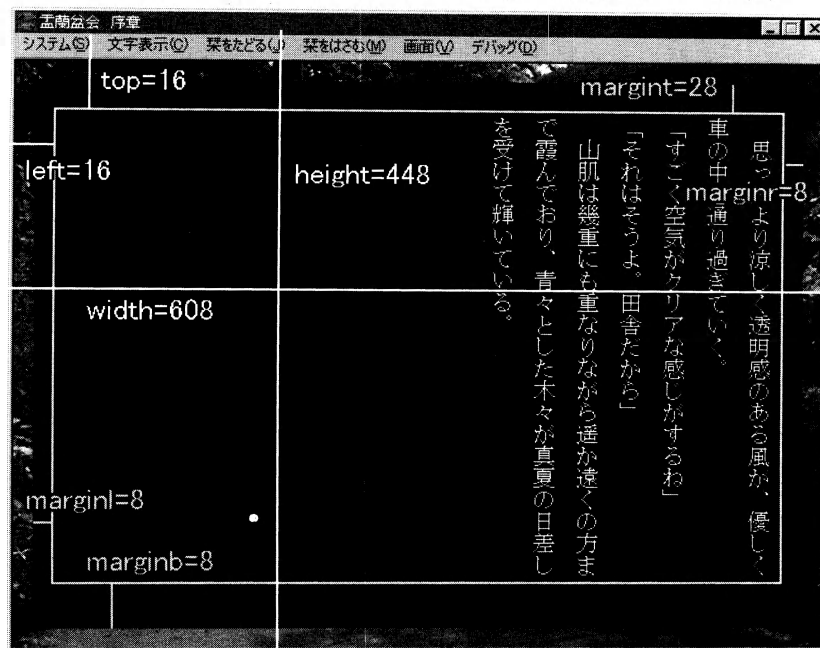 盂蘭盆会 序章
システム(S) 文字表示(C) 栞をたどる(J) 栞をはさむ(M) 画面(V) デバッグ(D)
top=16
margint=28
left=16
height=448
marginr=8
width=608
marginl=8
marginb=8
思っ より涼しく透明感のある風が、優しく
車の中 通り過ぎていく。
「すごく空気がクリアな感じがするね」
「それはそうよ。田舎だから」
山肌は幾重にも重なりながら遥か遠くの方ま
で霞んでおり、青々とした木々が真夏の日差し
を受けて輝いている。